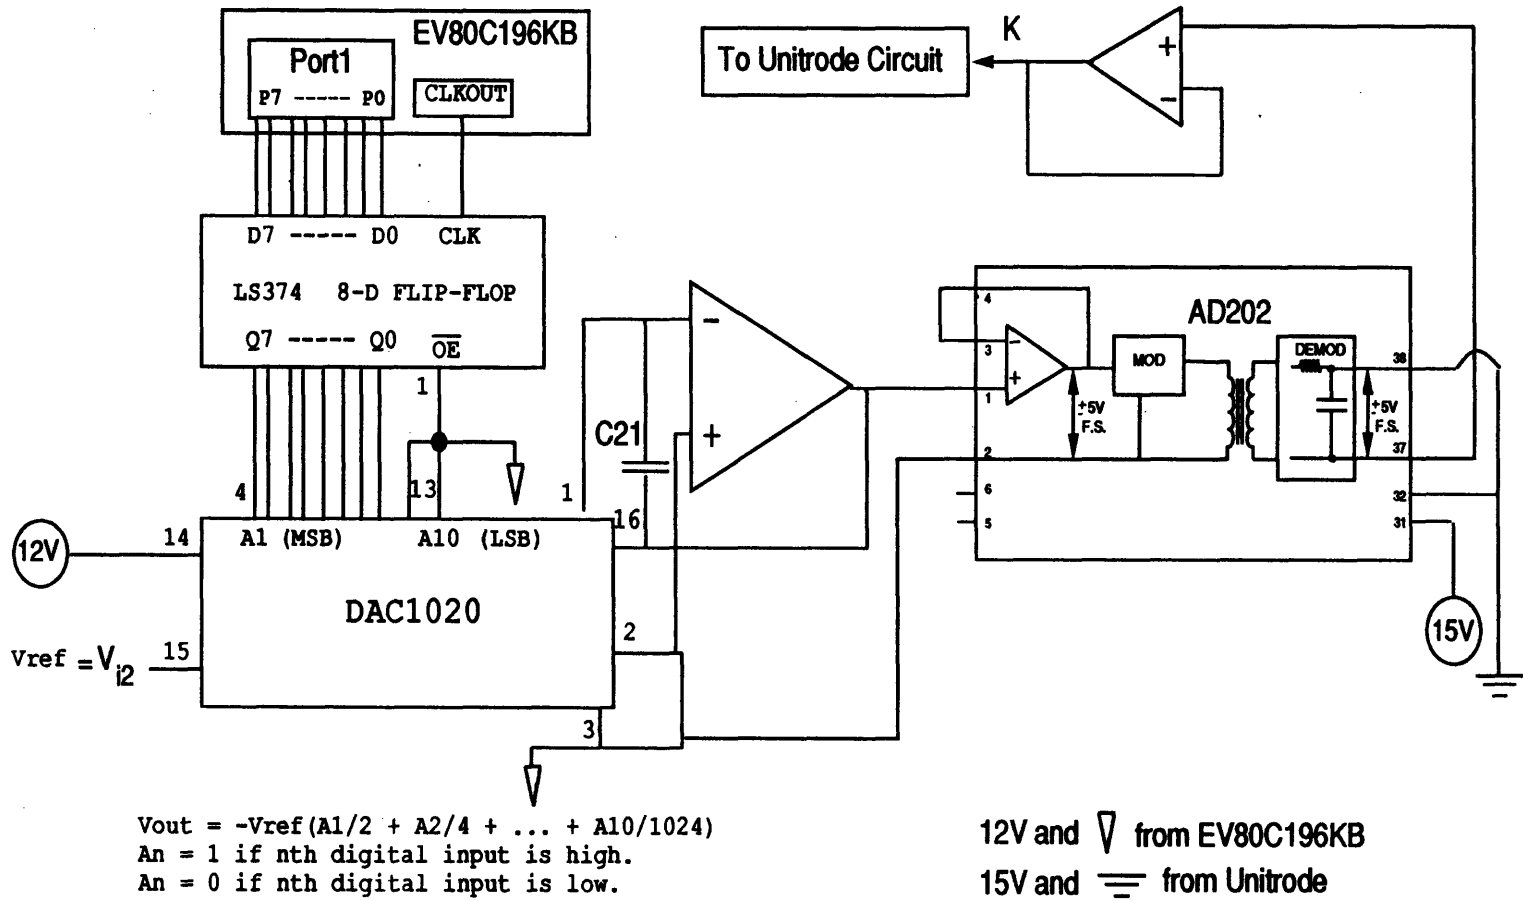 EV80C196KB
Port1
P7 ----- P0
CLKOUT
D7 ----- D0 CLK
LS374 8-D FLIP-FLOP
Q7 ----- Q0 OE
1
4
13
1
16
14
12V
A1 (MSB) A10 (LSB)
DAC1020
15
Vref = Vi2
2
3
C21
-
+
To Unitrode Circuit
K
+
-
AD202
4
3
1
2
6
5
-
+
MOD
DEMOD
±5V
F.S.
±5V
F.S.
38
37
32
31
15V
Vout = -Vref(A1/2 + A2/4 + ... + A10/1024)
An = 1 if nth digital input is high.
An = 0 if nth digital input is low.
12V and from EV80C196KB
15V and from Unitrode